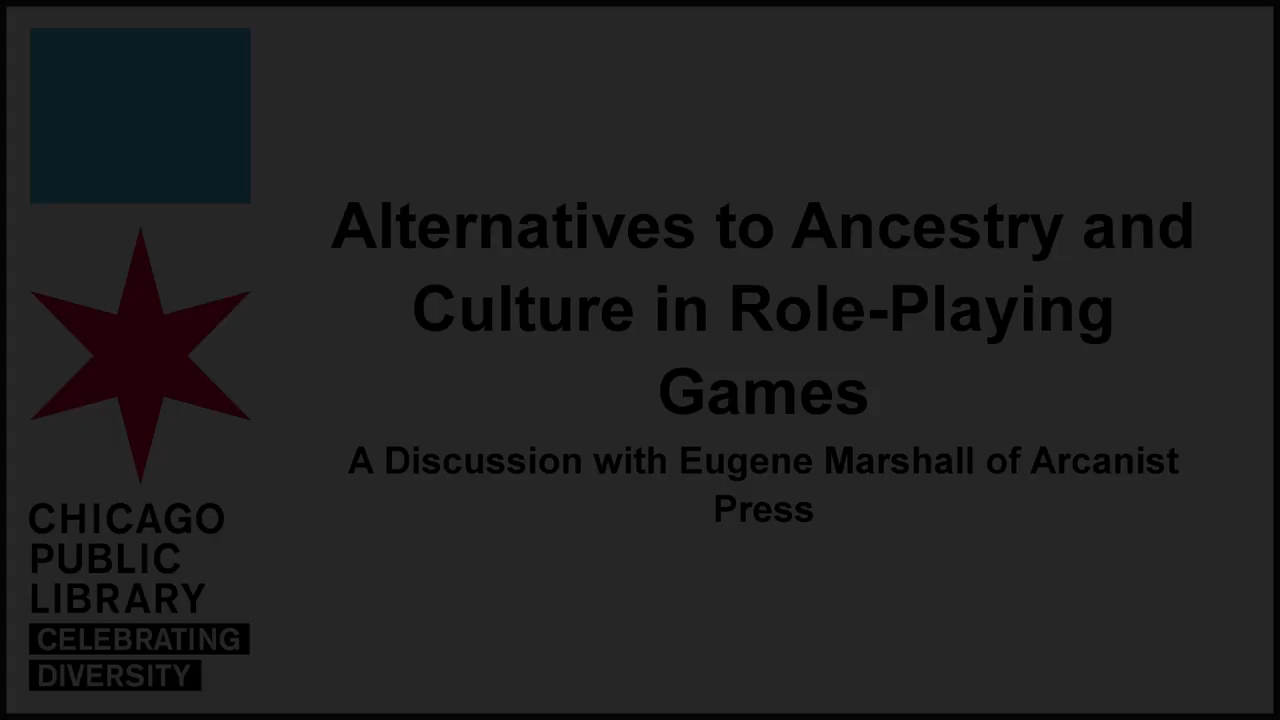 Alternatives to Ancestry and
Culture in Role-Playing
Games
A Discussion with Eugene Marshall of Arcanist
Press
CHICAGO
PUBLIC
LIBRARY
CELEBRATING
DIVERSITY